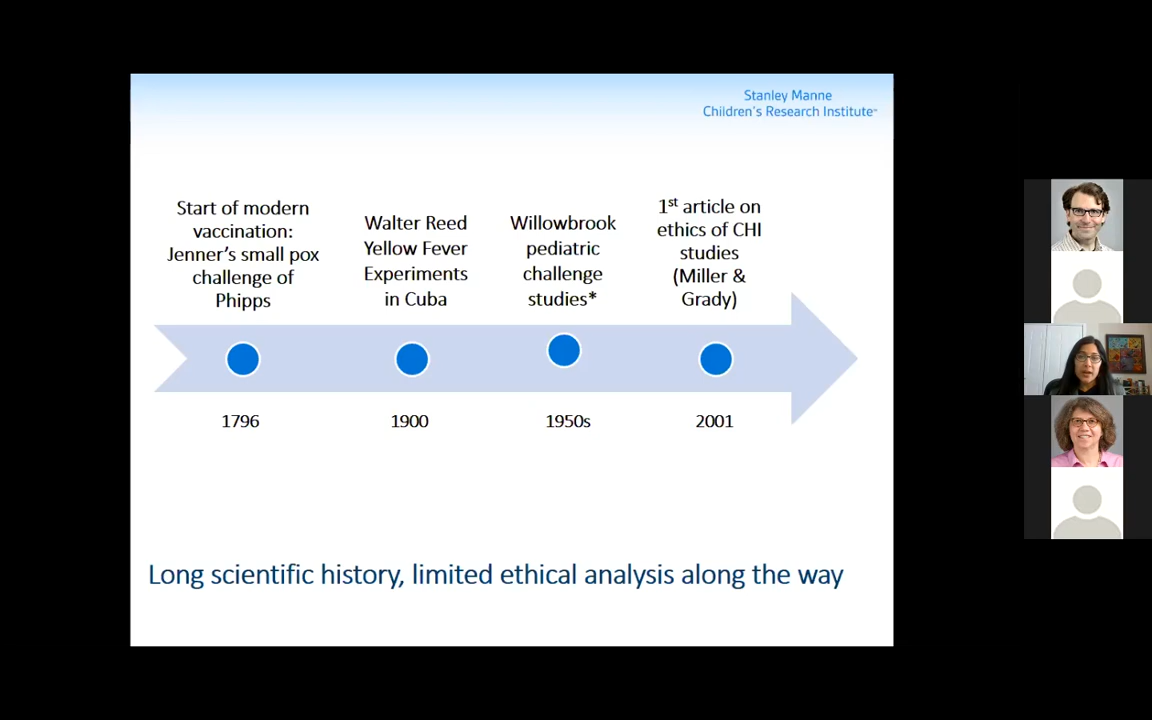 Stanley Manne
Children's Research Institute™
Start of modern
vaccination:
Jenner's small pox
challenge of
Phipps
Walter Reed
Yellow Fever
Experiments
in Cuba
Willowbrook
pediatric
challenge
studies*
1st article on
ethics of CHI
studies
(Miller &
Grady)
1796
1900
1950s
2001
Long scientific history, limited ethical analysis along the way